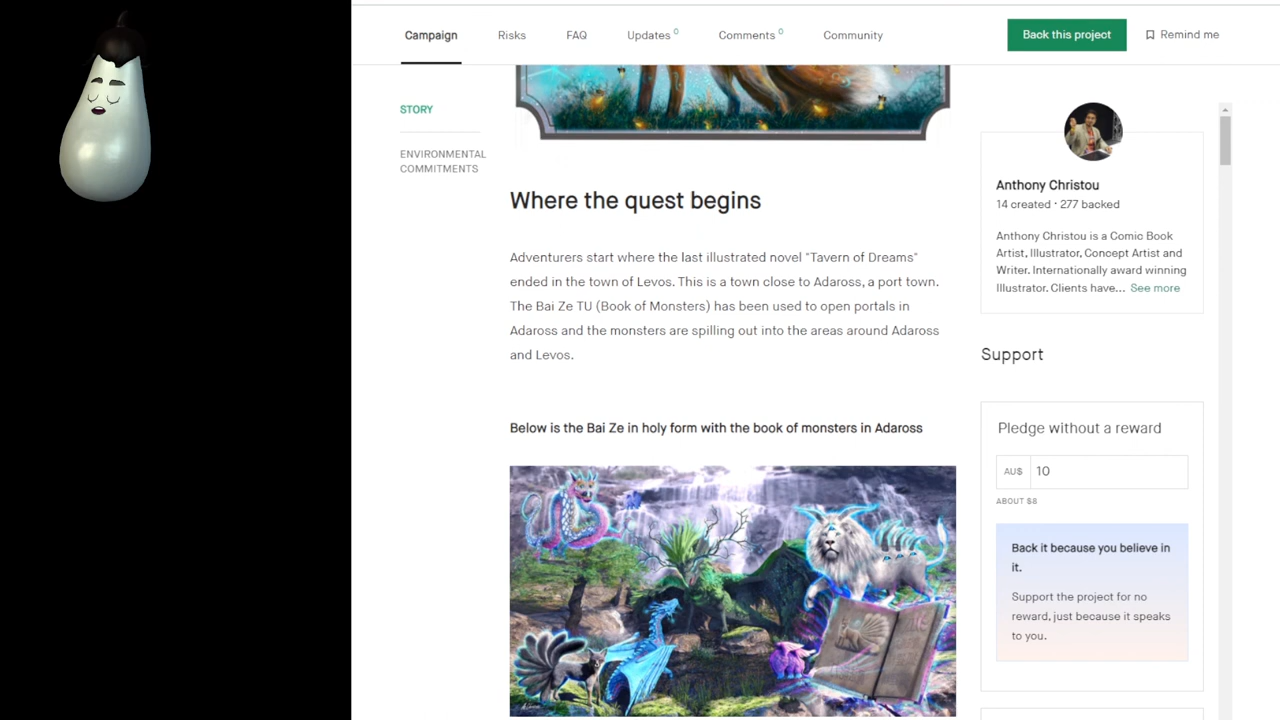 Campaign
Risks
FAQ
Updates 0
Comments 0
Community
Back this project
Remind me
STORY
ENVIRONMENTAL
COMMITMENTS
Where the quest begins
Adventurers start where the last illustrated novel "Tavern of Dreams"
ended in the town of Levos. This is a town close to Adaross, a port town.
The Bai Ze TU (Book of Monsters) has been used to open portals in
Adaross and the monsters are spilling out into the areas around Adaross
and Levos.
Below is the Bai Ze in holy form with the book of monsters in Adaross
Anthony Christou
14 created · 277 backed
Anthony Christou is a Comic Book
Artist, Illustrator, Concept Artist and
Writer. Internationally award winning
Illustrator. Clients have... See more
Support
Pledge without a reward
AU$ 10
ABOUT $8
Back it because you believe in
it.
Support the project for no
reward, just because it speaks
to you.